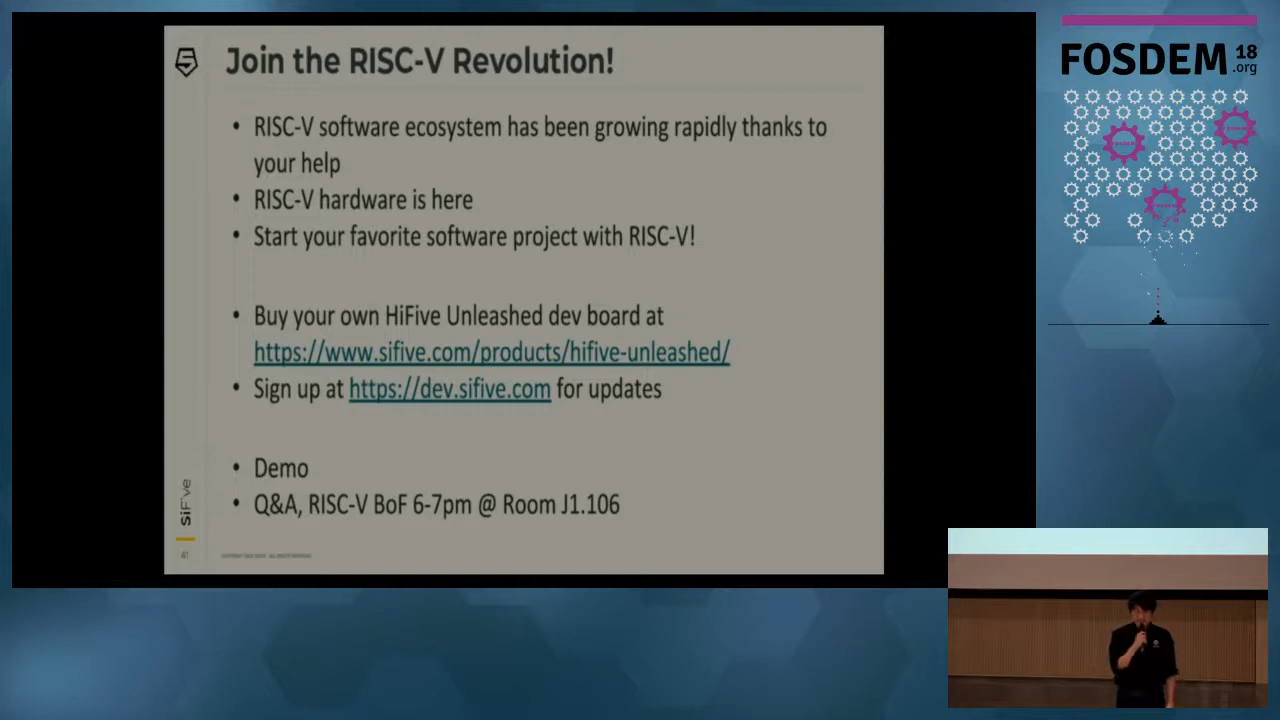 Join the RISC-V Revolution!
• RISC-V software ecosystem has been growing rapidly thanks to
your help
• RISC-V hardware is here
• Start your favorite software project with RISC-V!
• Buy your own HiFive Unleashed dev board at
https://www.sifive.com/products/hifive-unleashed/
• Sign up at https://dev.sifive.com for updates
• Demo
• Q&A, RISC-V BoF 6-7pm @ Room J1.106
SiFive
41
FOSDEM 18
.org